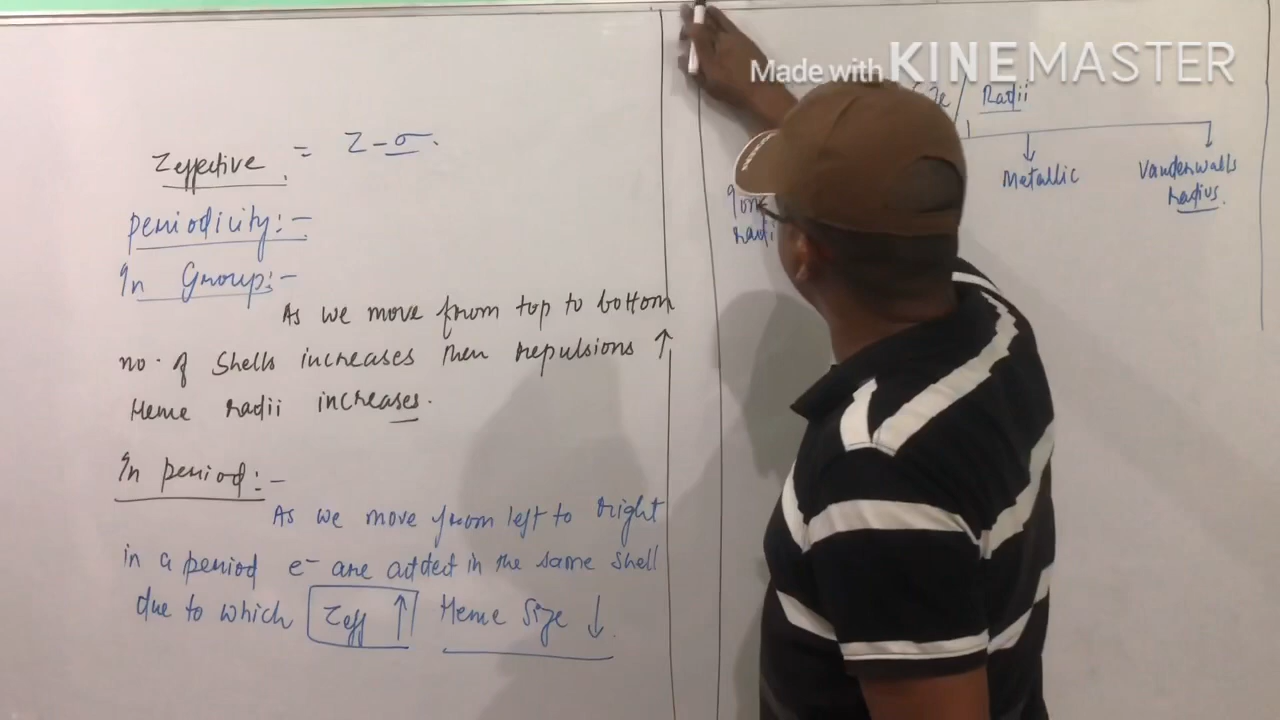 Zeffective = Z-σ.
periodicity:-
In Group:-
As we move from top to bottom
no. of shells increases then repulsions ↑
Hence radii increases.
In period:-
As we move from left to right
in a period e- are added in the same shell
due to which Zeff ↑ Hence Size ↓.
Made with KINEMASTER
Radii
Metallic
Vanderwalls
radius.